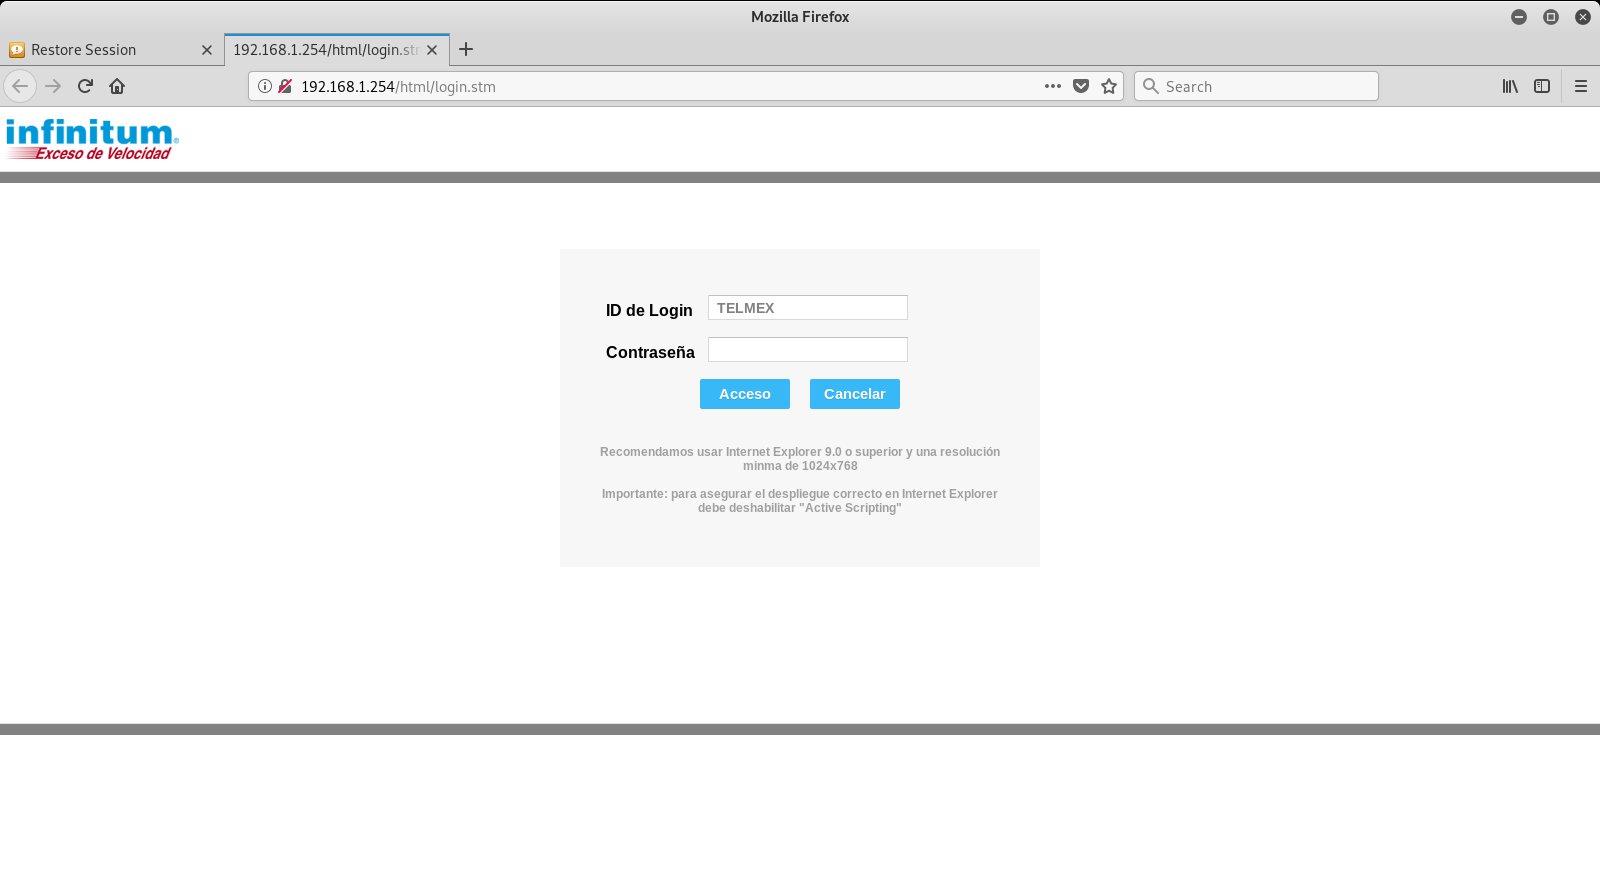 Mozilla Firefox
Restore Session
192.168.1.254/html/login.st
192.168.1.254/html/login.stm
Search
infinitum®
Exceso de Velocidad
ID de Login
TELMEX
Contraseña
Acceso
Cancelar
Recomendamos usar Internet Explorer 9.0 o superior y una resolución
minma de 1024x768
Importante: para asegurar el despliegue correcto en Internet Explorer
debe deshabilitar "Active Scripting"